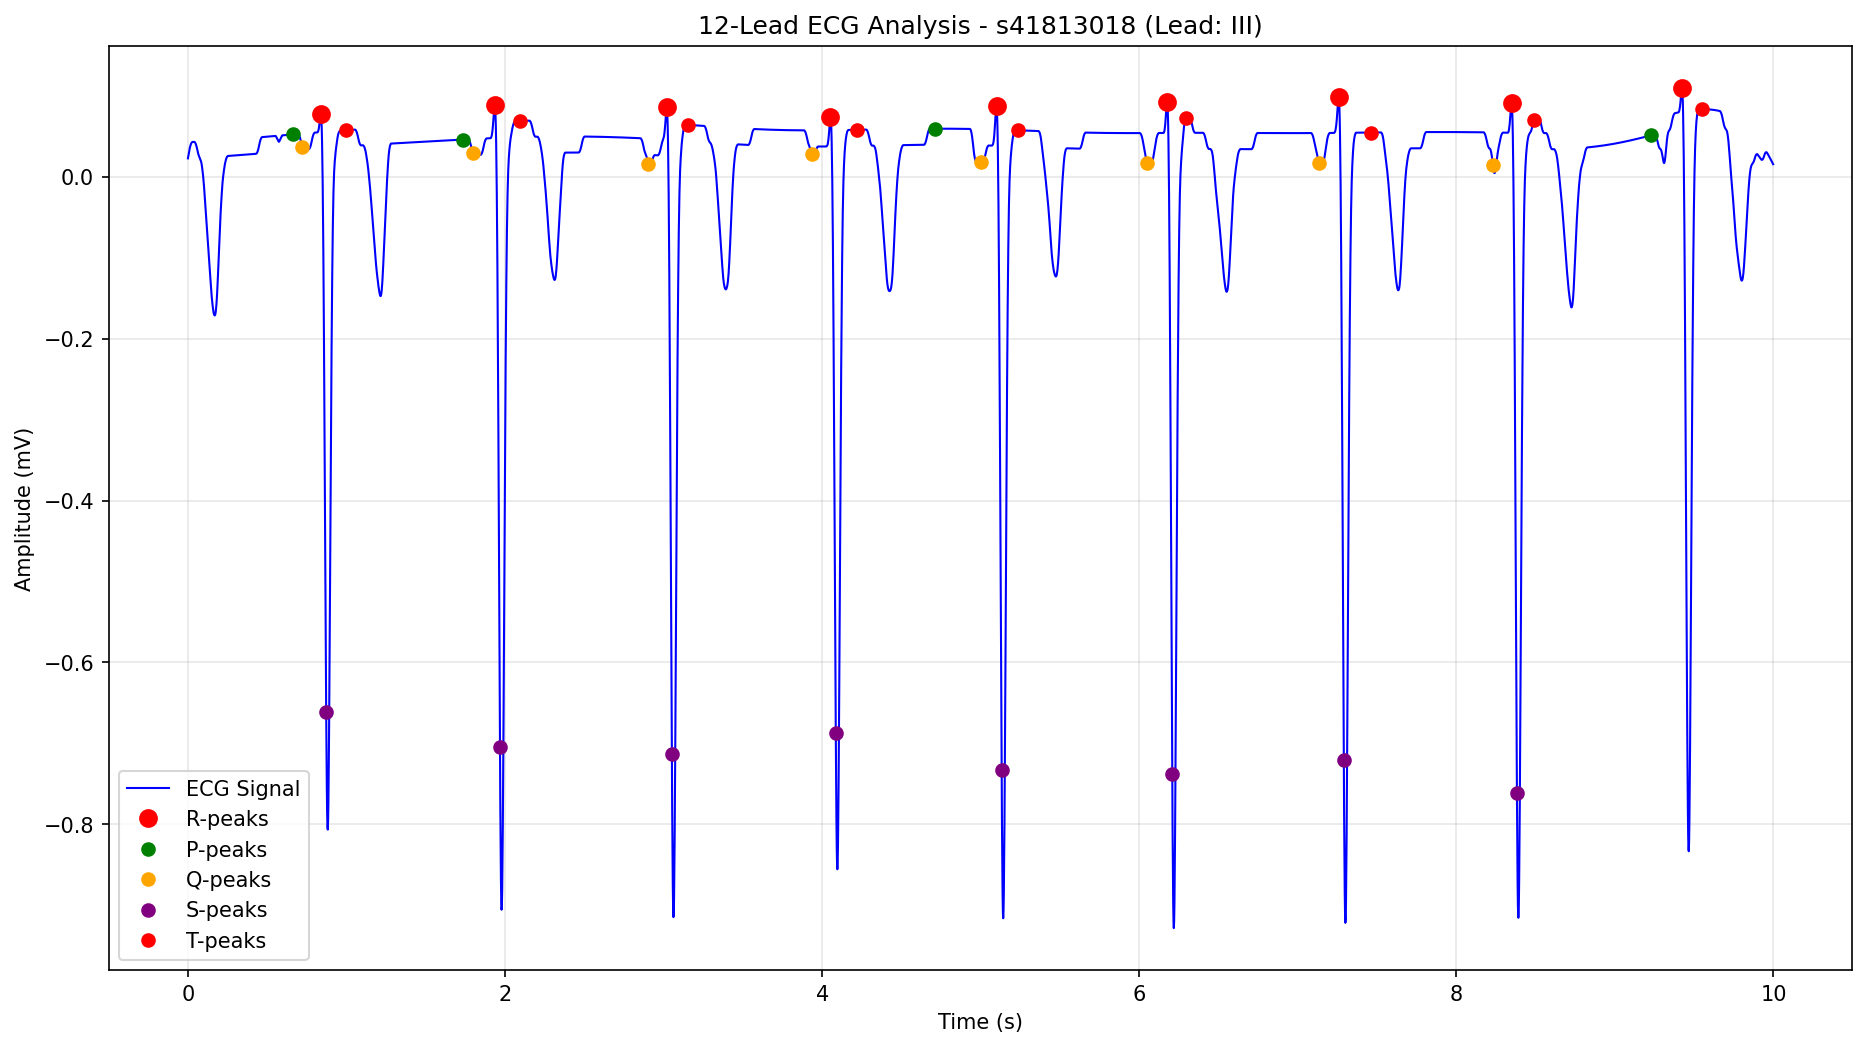 12-Lead ECG Analysis - s41813018 (Lead: III)
Amplitude (mV)
0.0
−0.2
−0.4
−0.6
−0.8
ECG Signal
R-peaks
P-peaks
Q-peaks
S-peaks
T-peaks
0 2 4 6 8 10
Time (s)